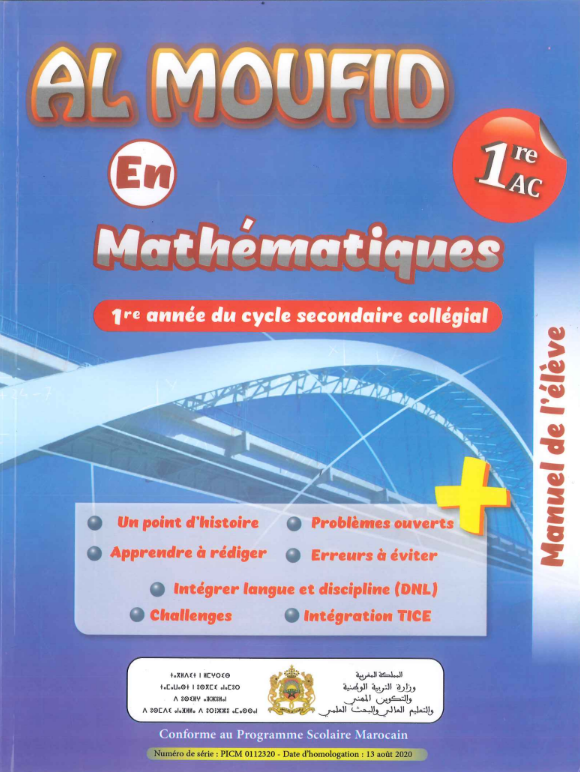 AL MOUFID
1re
AC
En
Mathématiques
1re année du cycle secondaire collégial
Manuel de l'élève
Un point d'histoire
Problèmes ouverts
Apprendre à rédiger
Erreurs à éviter
Intégrer langue et discipline (DNL)
Challenges
Intégration TICE
المملكة المغربية
وزارة التربية الوطنية
والتكوين المهني
والتعليم العالي والبحث العلمي
ⵜⴰⴳⵍⴷⵉⵜ ⵏ ⵍⵎⵖⵔⵉⴱ
Conforme au Programme Scolaire Marocain
Numéro de série : PICM 0112320 - Date d'homologation : 13 août 2020